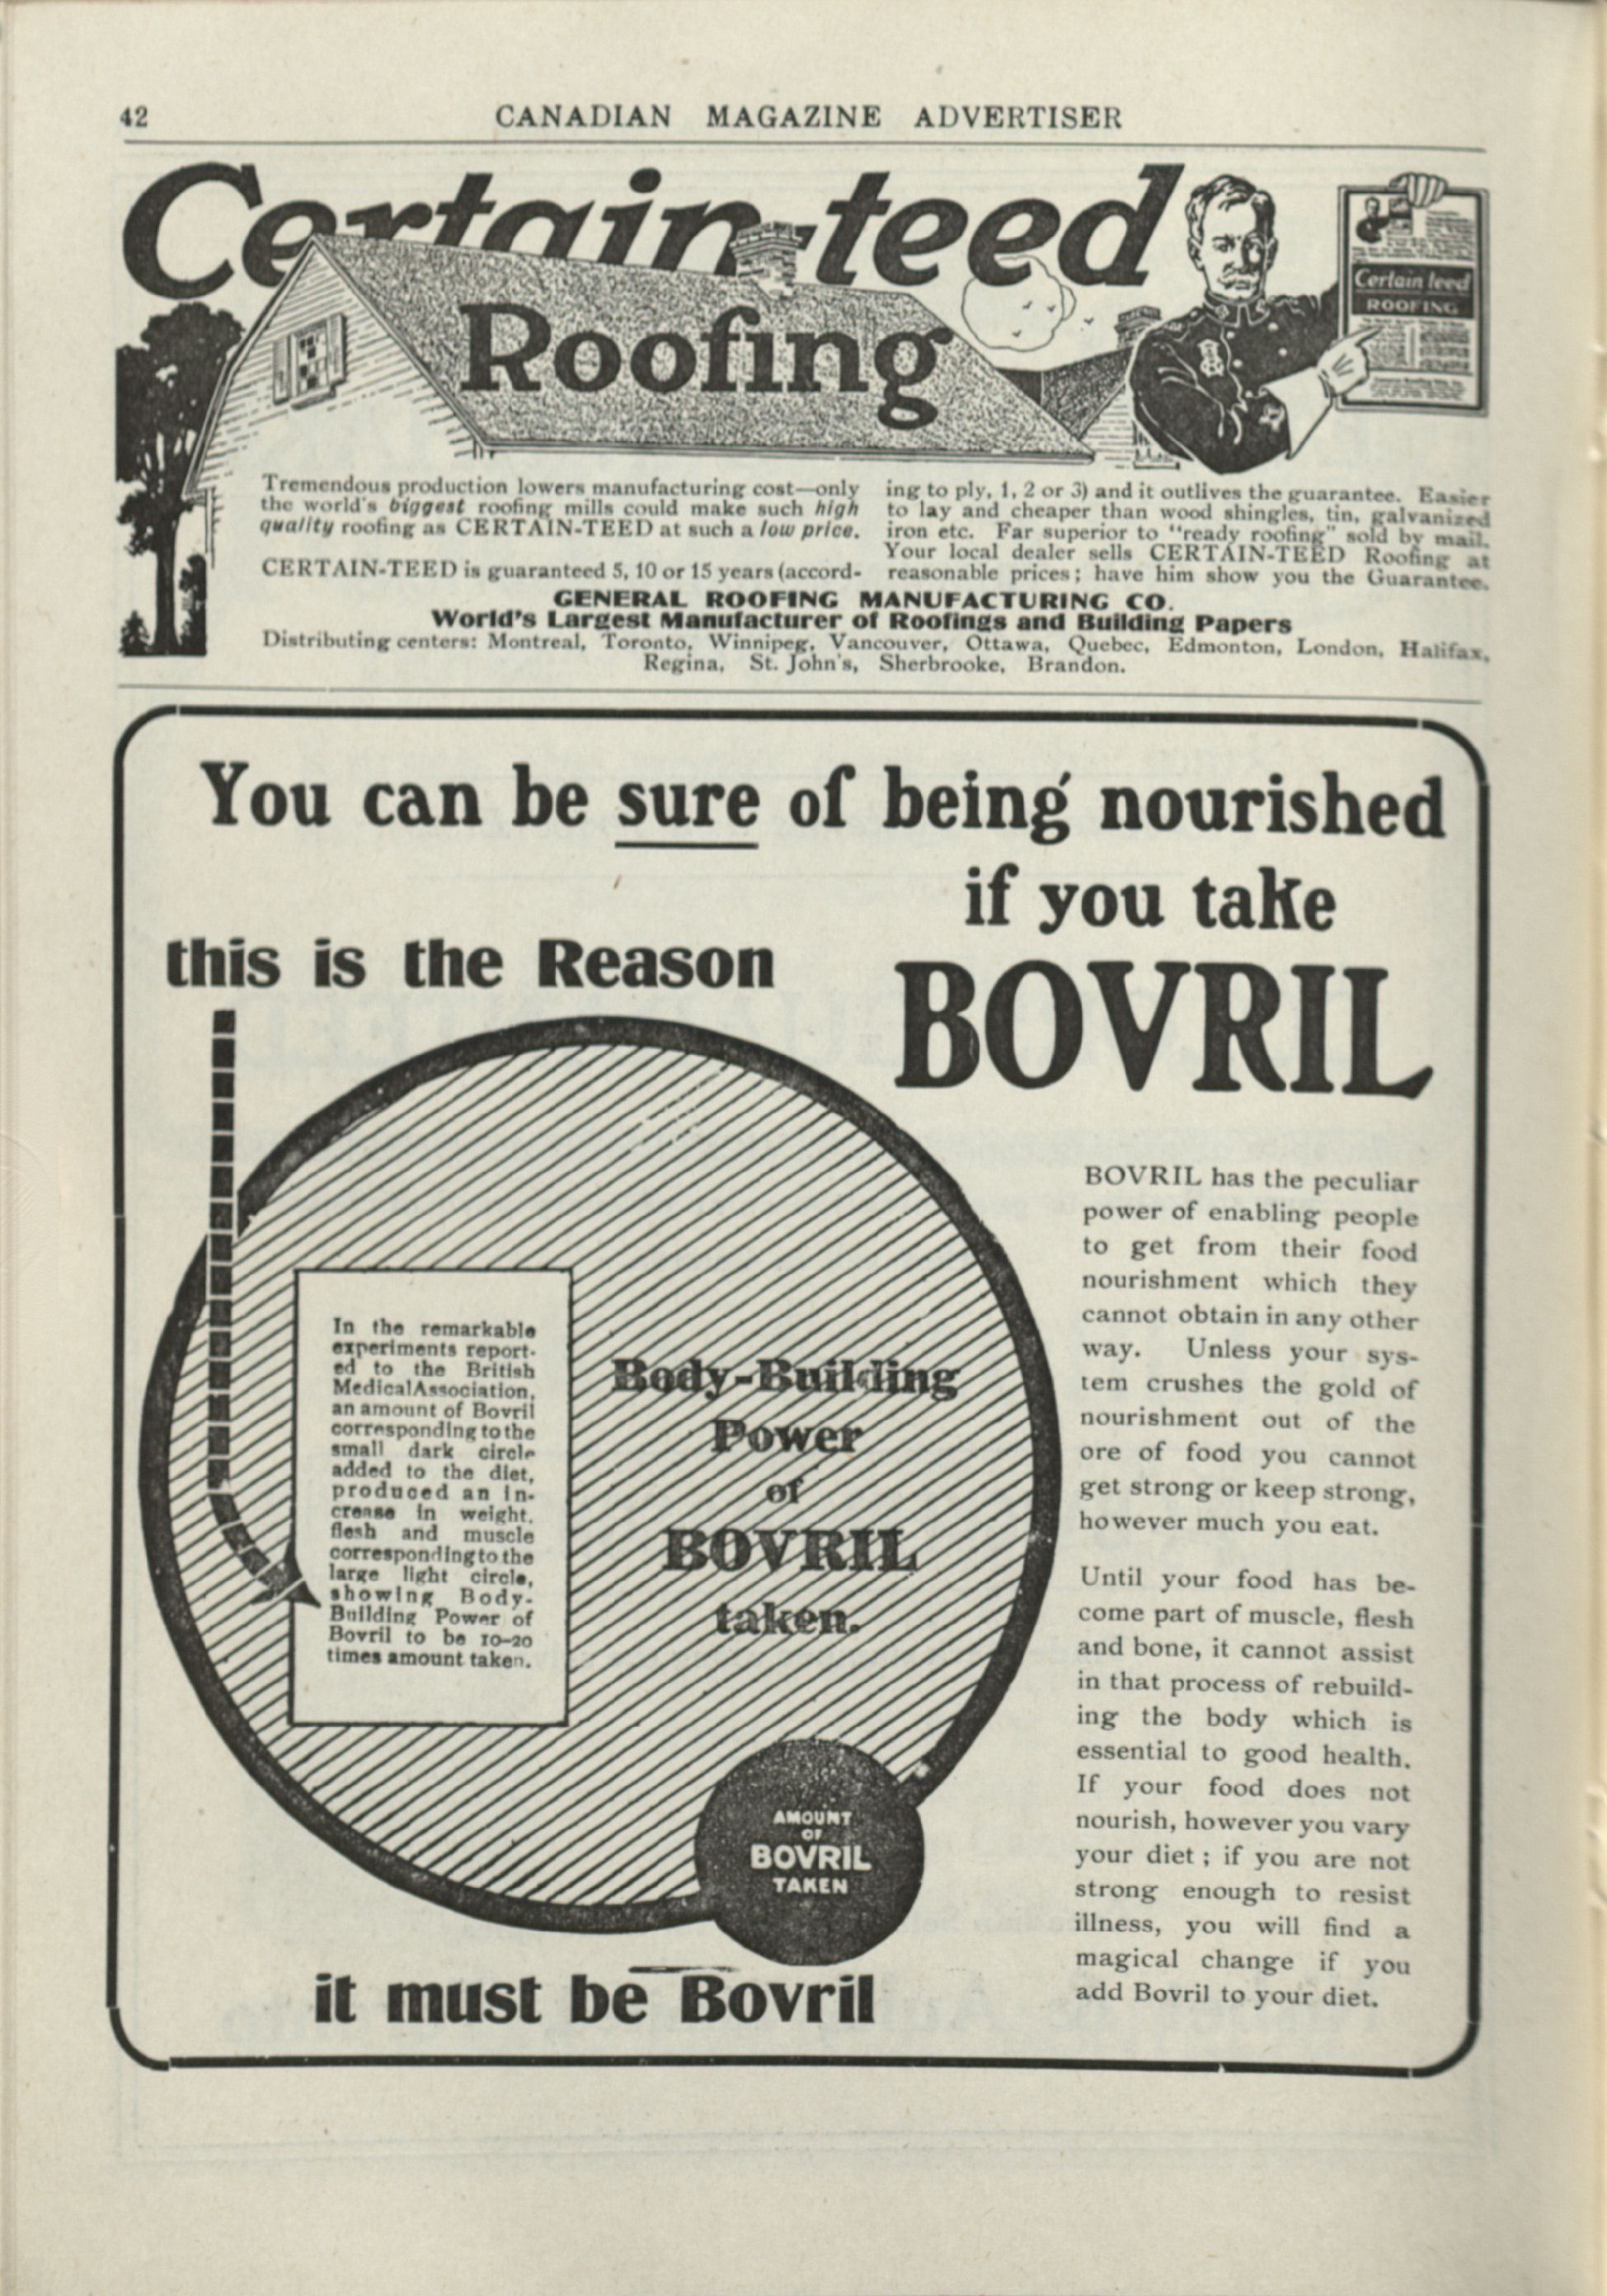 42
CANADIAN MAGAZINE ADVERTISER
Certain-teed
Roofing
Certain teed
ROOFING
Tremendous production lowers manufacturing cost—only
the world's biggest roofing mills could make such high
quality roofing as CERTAIN-TEED at such a low price.
CERTAIN-TEED is guaranteed 5, 10 or 15 years (accord-
ing to ply, 1, 2 or 3) and it outlives the guarantee. Easier
to lay and cheaper than wood shingles, tin, galvanized
iron etc. Far superior to "ready roofing" sold by mail.
Your local dealer sells CERTAIN-TEED Roofing at
reasonable prices; have him show you the Guarantee.
GENERAL ROOFING MANUFACTURING CO.
World's Largest Manufacturer of Roofings and Building Papers
Distributing centers: Montreal, Toronto, Winnipeg, Vancouver, Ottawa, Quebec, Edmonton, London, Halifax,
Regina, St. John's, Sherbrooke, Brandon.
You can be sure of being nourished
if you take
BOVRIL
this is the Reason
In the remarkable
experiments report-
ed to the British
MedicalAssociation,
an amount of Bovril
corresponding to the
small dark circle
added to the diet,
produced an in-
crease in weight,
flesh and muscle
corresponding to the
large light circle,
showing Body-
Building Power of
Bovril to be 10-20
times amount taken.
Body-Building
Power
of
BOVRIL
taken.
AMOUNT
OF
BOVRIL
TAKEN
it must be Bovril
BOVRIL has the peculiar
power of enabling people
to get from their food
nourishment which they
cannot obtain in any other
way. Unless your sys-
tem crushes the gold of
nourishment out of the
ore of food you cannot
get strong or keep strong,
however much you eat.
Until your food has be-
come part of muscle, flesh
and bone, it cannot assist
in that process of rebuild-
ing the body which is
essential to good health.
If your food does not
nourish, however you vary
your diet; if you are not
strong enough to resist
illness, you will find a
magical change if you
add Bovril to your diet.